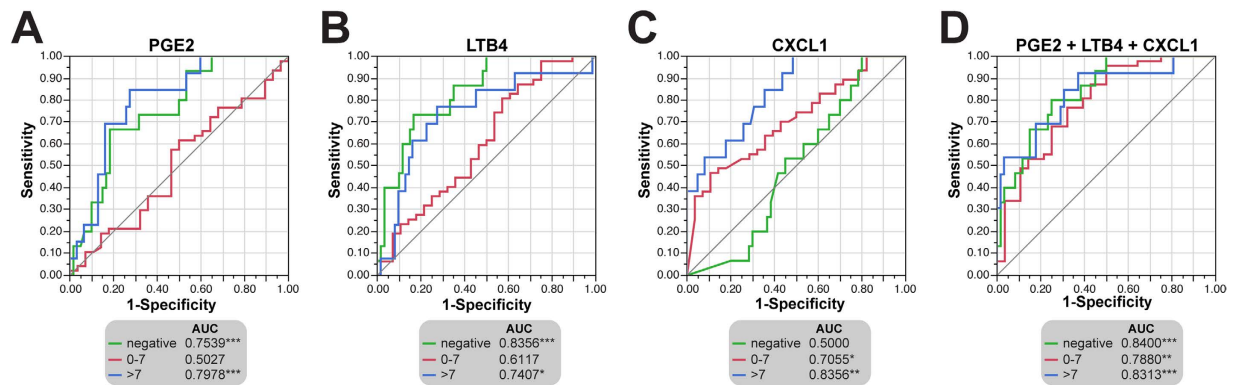 A
PGE2
Sensitivity
1.00
0.90
0.80
0.70
0.60
0.50
0.40
0.30
0.20
0.10
0.00
0.00 0.20 0.40 0.60 0.80 1.00
1-Specificity
AUC
negative 0.7539***
0-7 0.5027
>7 0.7978***
B
LTB4
Sensitivity
1.00
0.90
0.80
0.70
0.60
0.50
0.40
0.30
0.20
0.10
0.00
0.00 0.20 0.40 0.60 0.80 1.00
1-Specificity
AUC
negative 0.8356***
0-7 0.6117
>7 0.7407*
C
CXCL1
Sensitivity
1.00
0.90
0.80
0.70
0.60
0.50
0.40
0.30
0.20
0.10
0.00
0.00 0.20 0.40 0.60 0.80 1.00
1-Specificity
AUC
negative 0.5000
0-7 0.7055*
>7 0.8356**
D
PGE2 + LTB4 + CXCL1
Sensitivity
1.00
0.90
0.80
0.70
0.60
0.50
0.40
0.30
0.20
0.10
0.00
0.00 0.20 0.40 0.60 0.80 1.00
1-Specificity
AUC
negative 0.8400***
0-7 0.7880**
>7 0.8313***